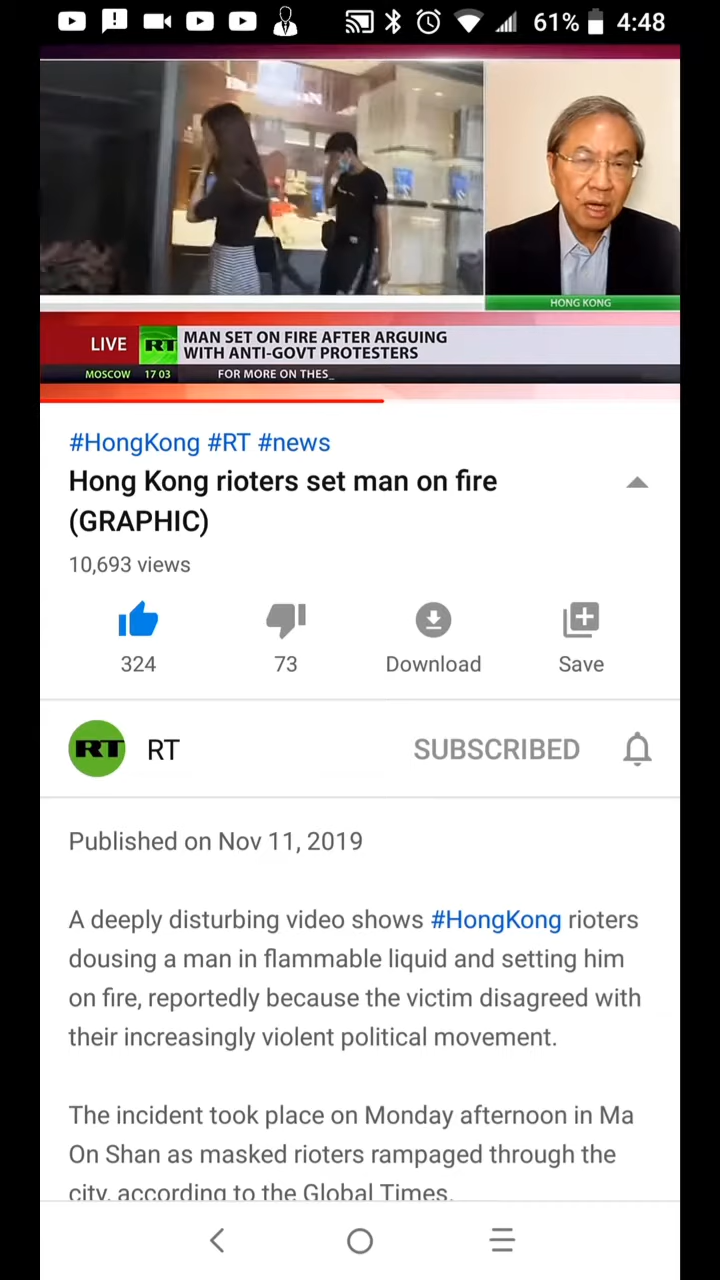 61% 4:48
HONG KONG
LIVE RT MAN SET ON FIRE AFTER ARGUING
WITH ANTI-GOVT PROTESTERS
MOSCOW 17 03 FOR MORE ON THES_
#HongKong #RT #news
Hong Kong rioters set man on fire
(GRAPHIC)
10,693 views
324 73 Download Save
RT RT SUBSCRIBED
Published on Nov 11, 2019
A deeply disturbing video shows #HongKong rioters
dousing a man in flammable liquid and setting him
on fire, reportedly because the victim disagreed with
their increasingly violent political movement.
The incident took place on Monday afternoon in Ma
On Shan as masked rioters rampaged through the
city, according to the Global Times.